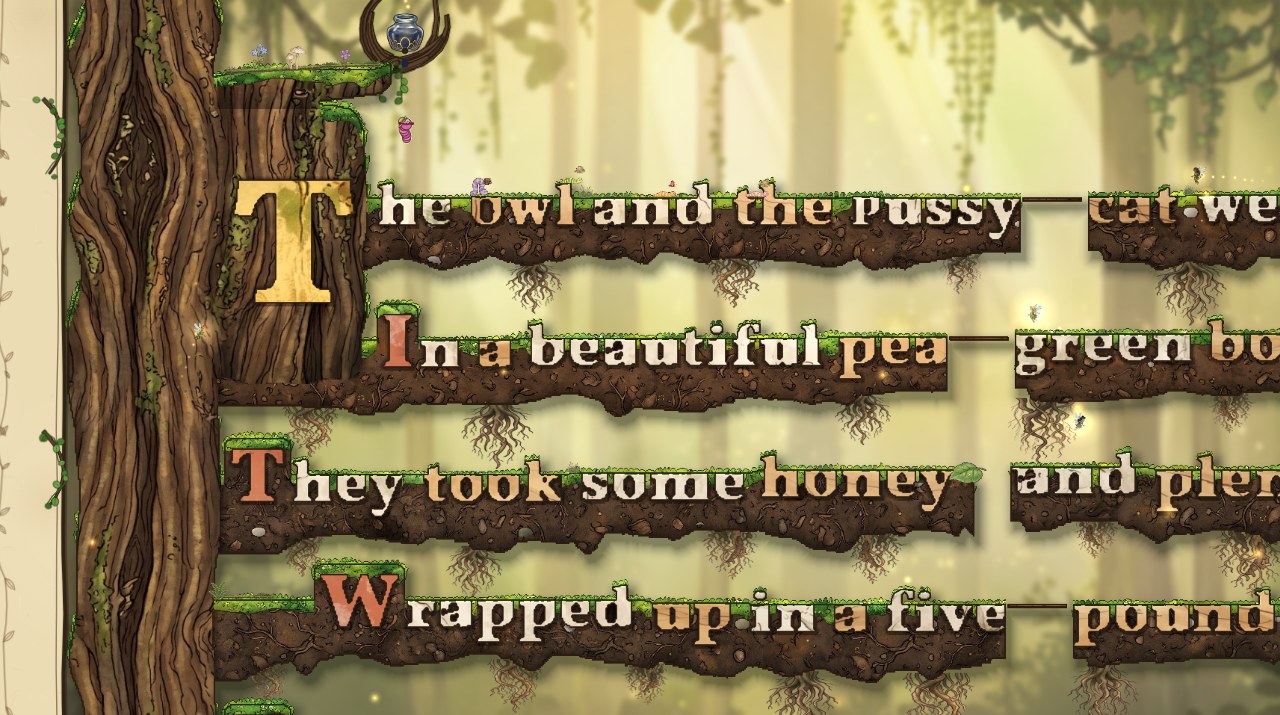 The owl and the Pussy-cat we
In a beautiful pea-green bo
They took some honey, and plen
Wrapped up in a five-pound